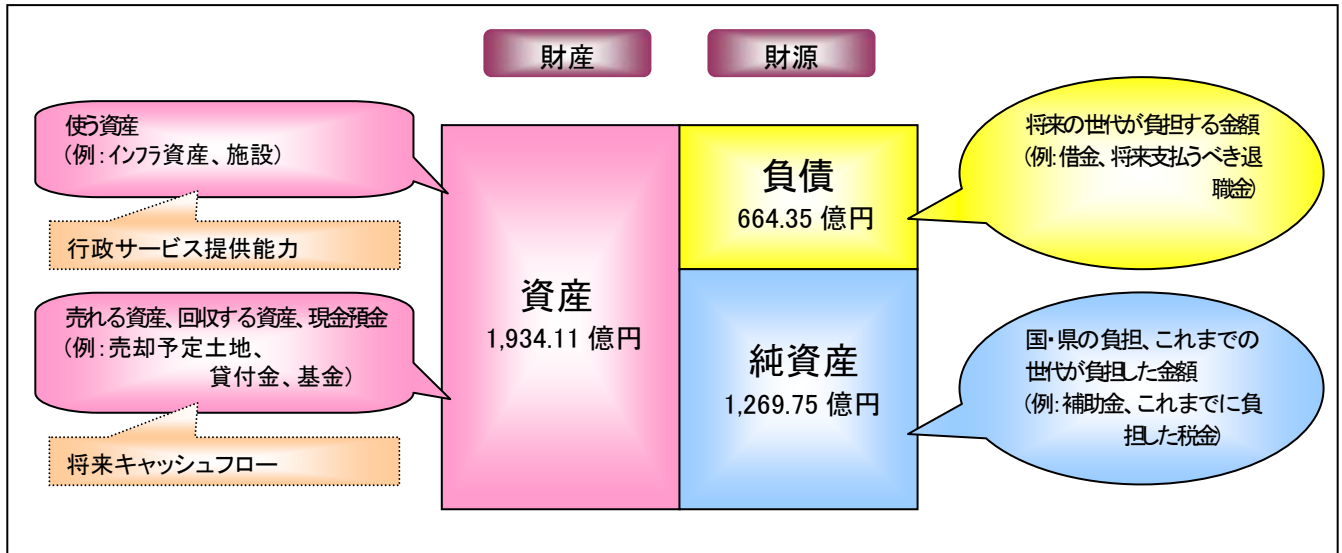 財産
財源
使う資産
(例:インフラ資産、施設)
行政サービス提供能力
売れる資産、回収する資産、現金預金
(例:売却予定土地、
貸付金、基金)
将来キャッシュフロー
資産
1,934.11 億円
負債
664.35 億円
純資産
1,269.75 億円
将来の世代が負担する金額
(例:借金、将来支払うべき退
職金)
国・県の負担、これまでの
世代が負担した金額
(例:補助金、これまでに負
担した税金)